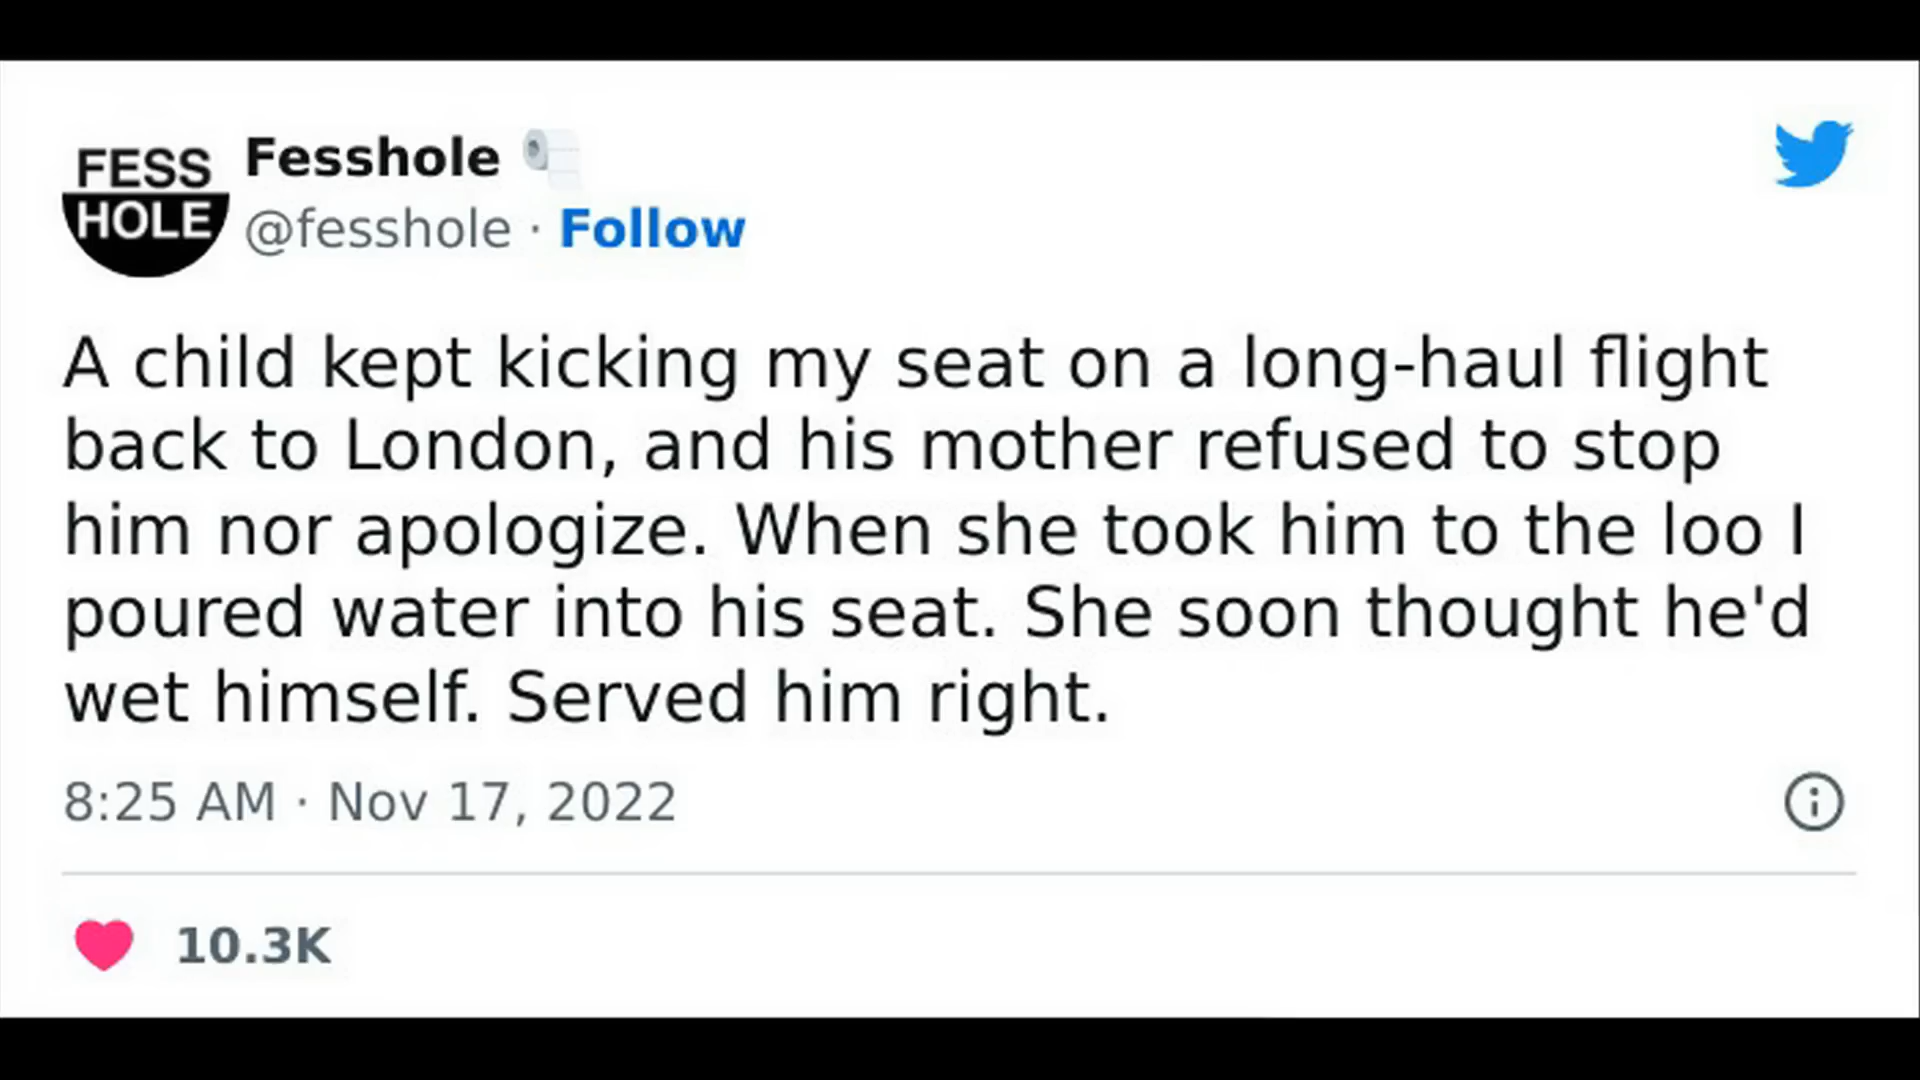 FESS
HOLE
Fesshole
@fesshole · Follow
A child kept kicking my seat on a long-haul flight
back to London, and his mother refused to stop
him nor apologize. When she took him to the loo I
poured water into his seat. She soon thought he'd
wet himself. Served him right.
8:25 AM · Nov 17, 2022
10.3K